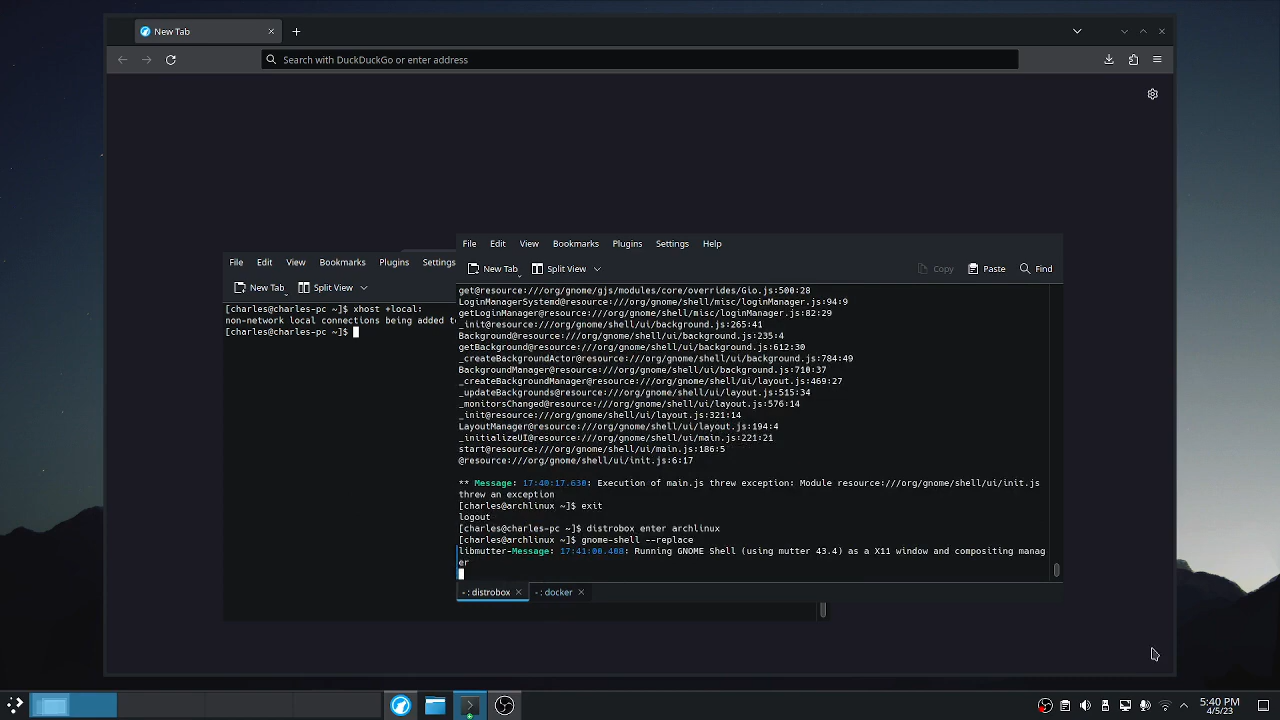 New Tab
Search with DuckDuckGo or enter address
File Edit View Bookmarks Plugins Settings
New Tab Split View
[charles@charles-pc ~]$ xhost +local:
non-network local connections being added
[charles@charles-pc ~]$
File Edit View Bookmarks Plugins Settings Help
New Tab Split View Copy Paste Find
get@resource:///org/gnome/gjs/modules/core/overrides/Gio.js:500:28
LoginManagerSystemd@resource:///org/gnome/shell/misc/loginManager.js:94:9
getLoginManager@resource:///org/gnome/shell/misc/loginManager.js:82:29
_init@resource:///org/gnome/shell/ui/background.js:265:41
Background@resource:///org/gnome/shell/ui/background.js:235:4
getBackground@resource:///org/gnome/shell/ui/background.js:612:30
_createBackgroundActor@resource:///org/gnome/shell/ui/background.js:784:49
BackgroundManager@resource:///org/gnome/shell/ui/background.js:710:37
_createBackgroundManager@resource:///org/gnome/shell/ui/layout.js:469:27
_updateBackgrounds@resource:///org/gnome/shell/ui/layout.js:515:34
_monitorsChanged@resource:///org/gnome/shell/ui/layout.js:576:14
_init@resource:///org/gnome/shell/ui/layout.js:321:14
LayoutManager@resource:///org/gnome/shell/ui/layout.js:194:4
_initializeUI@resource:///org/gnome/shell/ui/main.js:221:21
start@resource:///org/gnome/shell/ui/main.js:186:5
@resource:///org/gnome/shell/ui/init.js:6:17
** Message: 17:40:17.630: Execution of main.js threw exception: Module resource:///org/gnome/shell/ui/init.js
threw an exception
[charles@archlinux ~]$ exit
logout
[charles@charles-pc ~]$ distrobox enter archlinux
[charles@archlinux ~]$ gnome-shell --replace
libmutter-Message: 17:41:00.408: Running GNOME Shell (using mutter 43.4) as a X11 window and compositing manag
er
~ : distrobox ~ : docker
5:40 PM
4/5/23